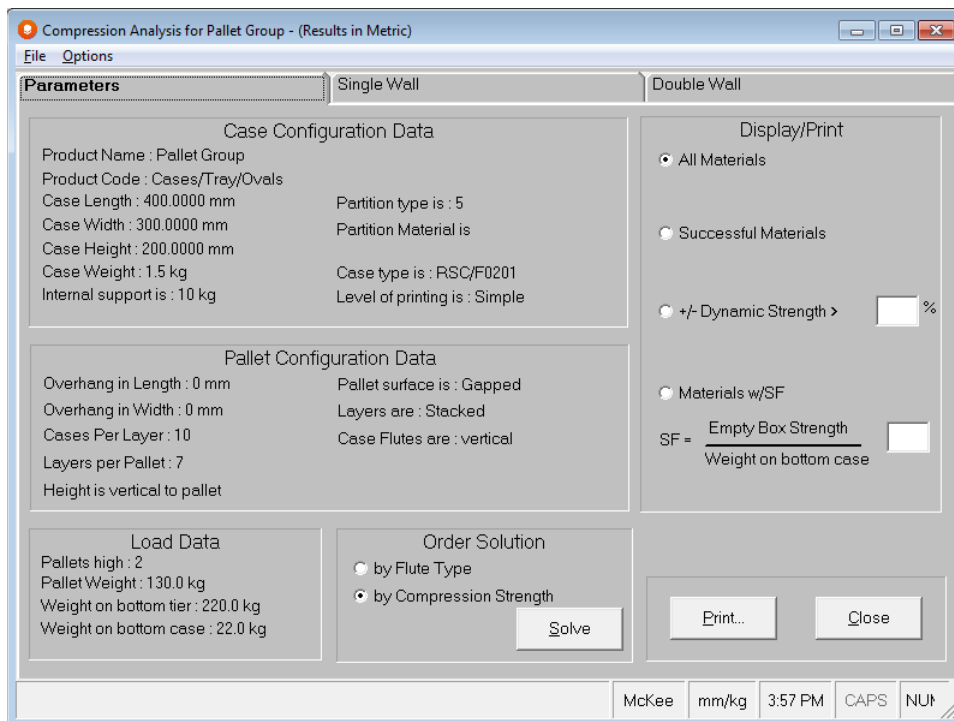 Compression Analysis for Pallet Group - (Results in Metric)
File Options
Parameters
Single Wall
Double Wall
Case Configuration Data
Product Name : Pallet Group
Product Code : Cases/Tray/Ovals
Case Length : 400.0000 mm
Case Width : 300.0000 mm
Case Height : 200.0000 mm
Case Weight : 1.5 kg
Internal support is : 10 kg
Partition type is : 5
Partition Material is
Case type is : RSC/F0201
Level of printing is : Simple
Display/Print
All Materials
Successful Materials
+/- Dynamic Strength > %
Materials w/SF
SF = Empty Box Strength
Weight on bottom case
Pallet Configuration Data
Overhang in Length : 0 mm
Overhang in Width : 0 mm
Cases Per Layer : 10
Layers per Pallet : 7
Height is vertical to pallet
Pallet surface is : Gapped
Layers are : Stacked
Case Flutes are : vertical
Load Data
Pallets high : 2
Pallet Weight : 130.0 kg
Weight on bottom tier : 220.0 kg
Weight on bottom case : 22.0 kg
Order Solution
by Flute Type
by Compression Strength
Solve
Print...
Close
McKee mm/kg 3:57 PM CAPS